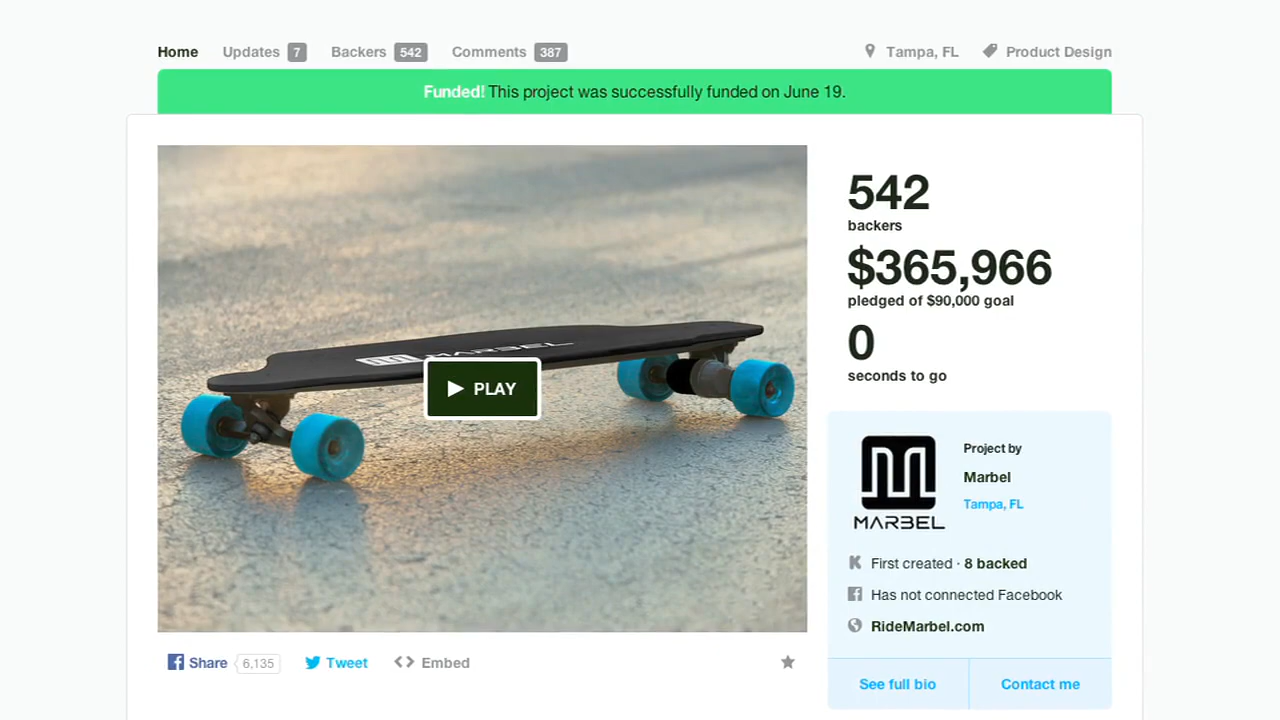 Home Updates 7 Backers 542 Comments 387 Tampa, FL Product Design
Funded! This project was successfully funded on June 19.
542
backers
$365,966
pledged of $90,000 goal
0
seconds to go
MARBEL
PLAY
Project by
Marbel
Tampa, FL
MARBEL
First created · 8 backed
Has not connected Facebook
RideMarbel.com
See full bio Contact me
Share 6,135 Tweet Embed